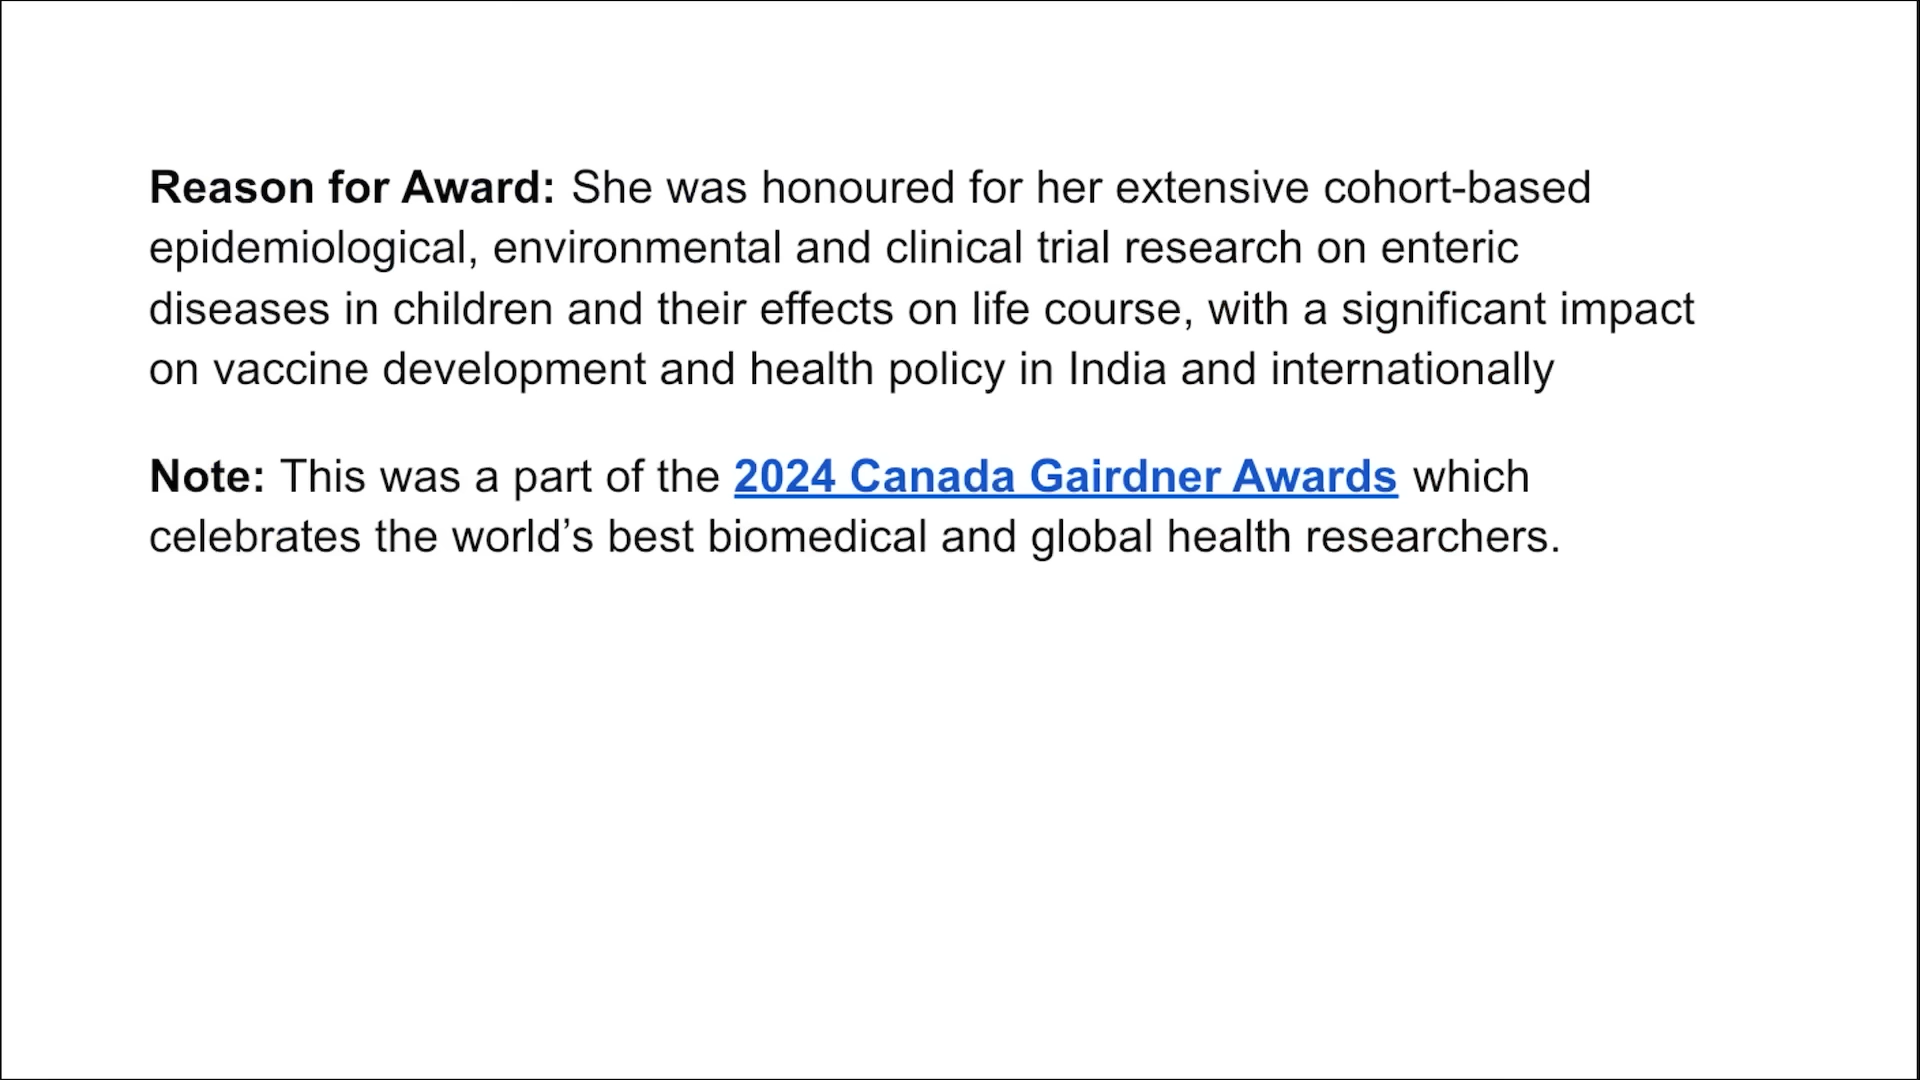 Reason for Award: She was honoured for her extensive cohort-based
epidemiological, environmental and clinical trial research on enteric
diseases in children and their effects on life course, with a significant impact
on vaccine development and health policy in India and internationally
Note: This was a part of the 2024 Canada Gairdner Awards which
celebrates the world’s best biomedical and global health researchers.